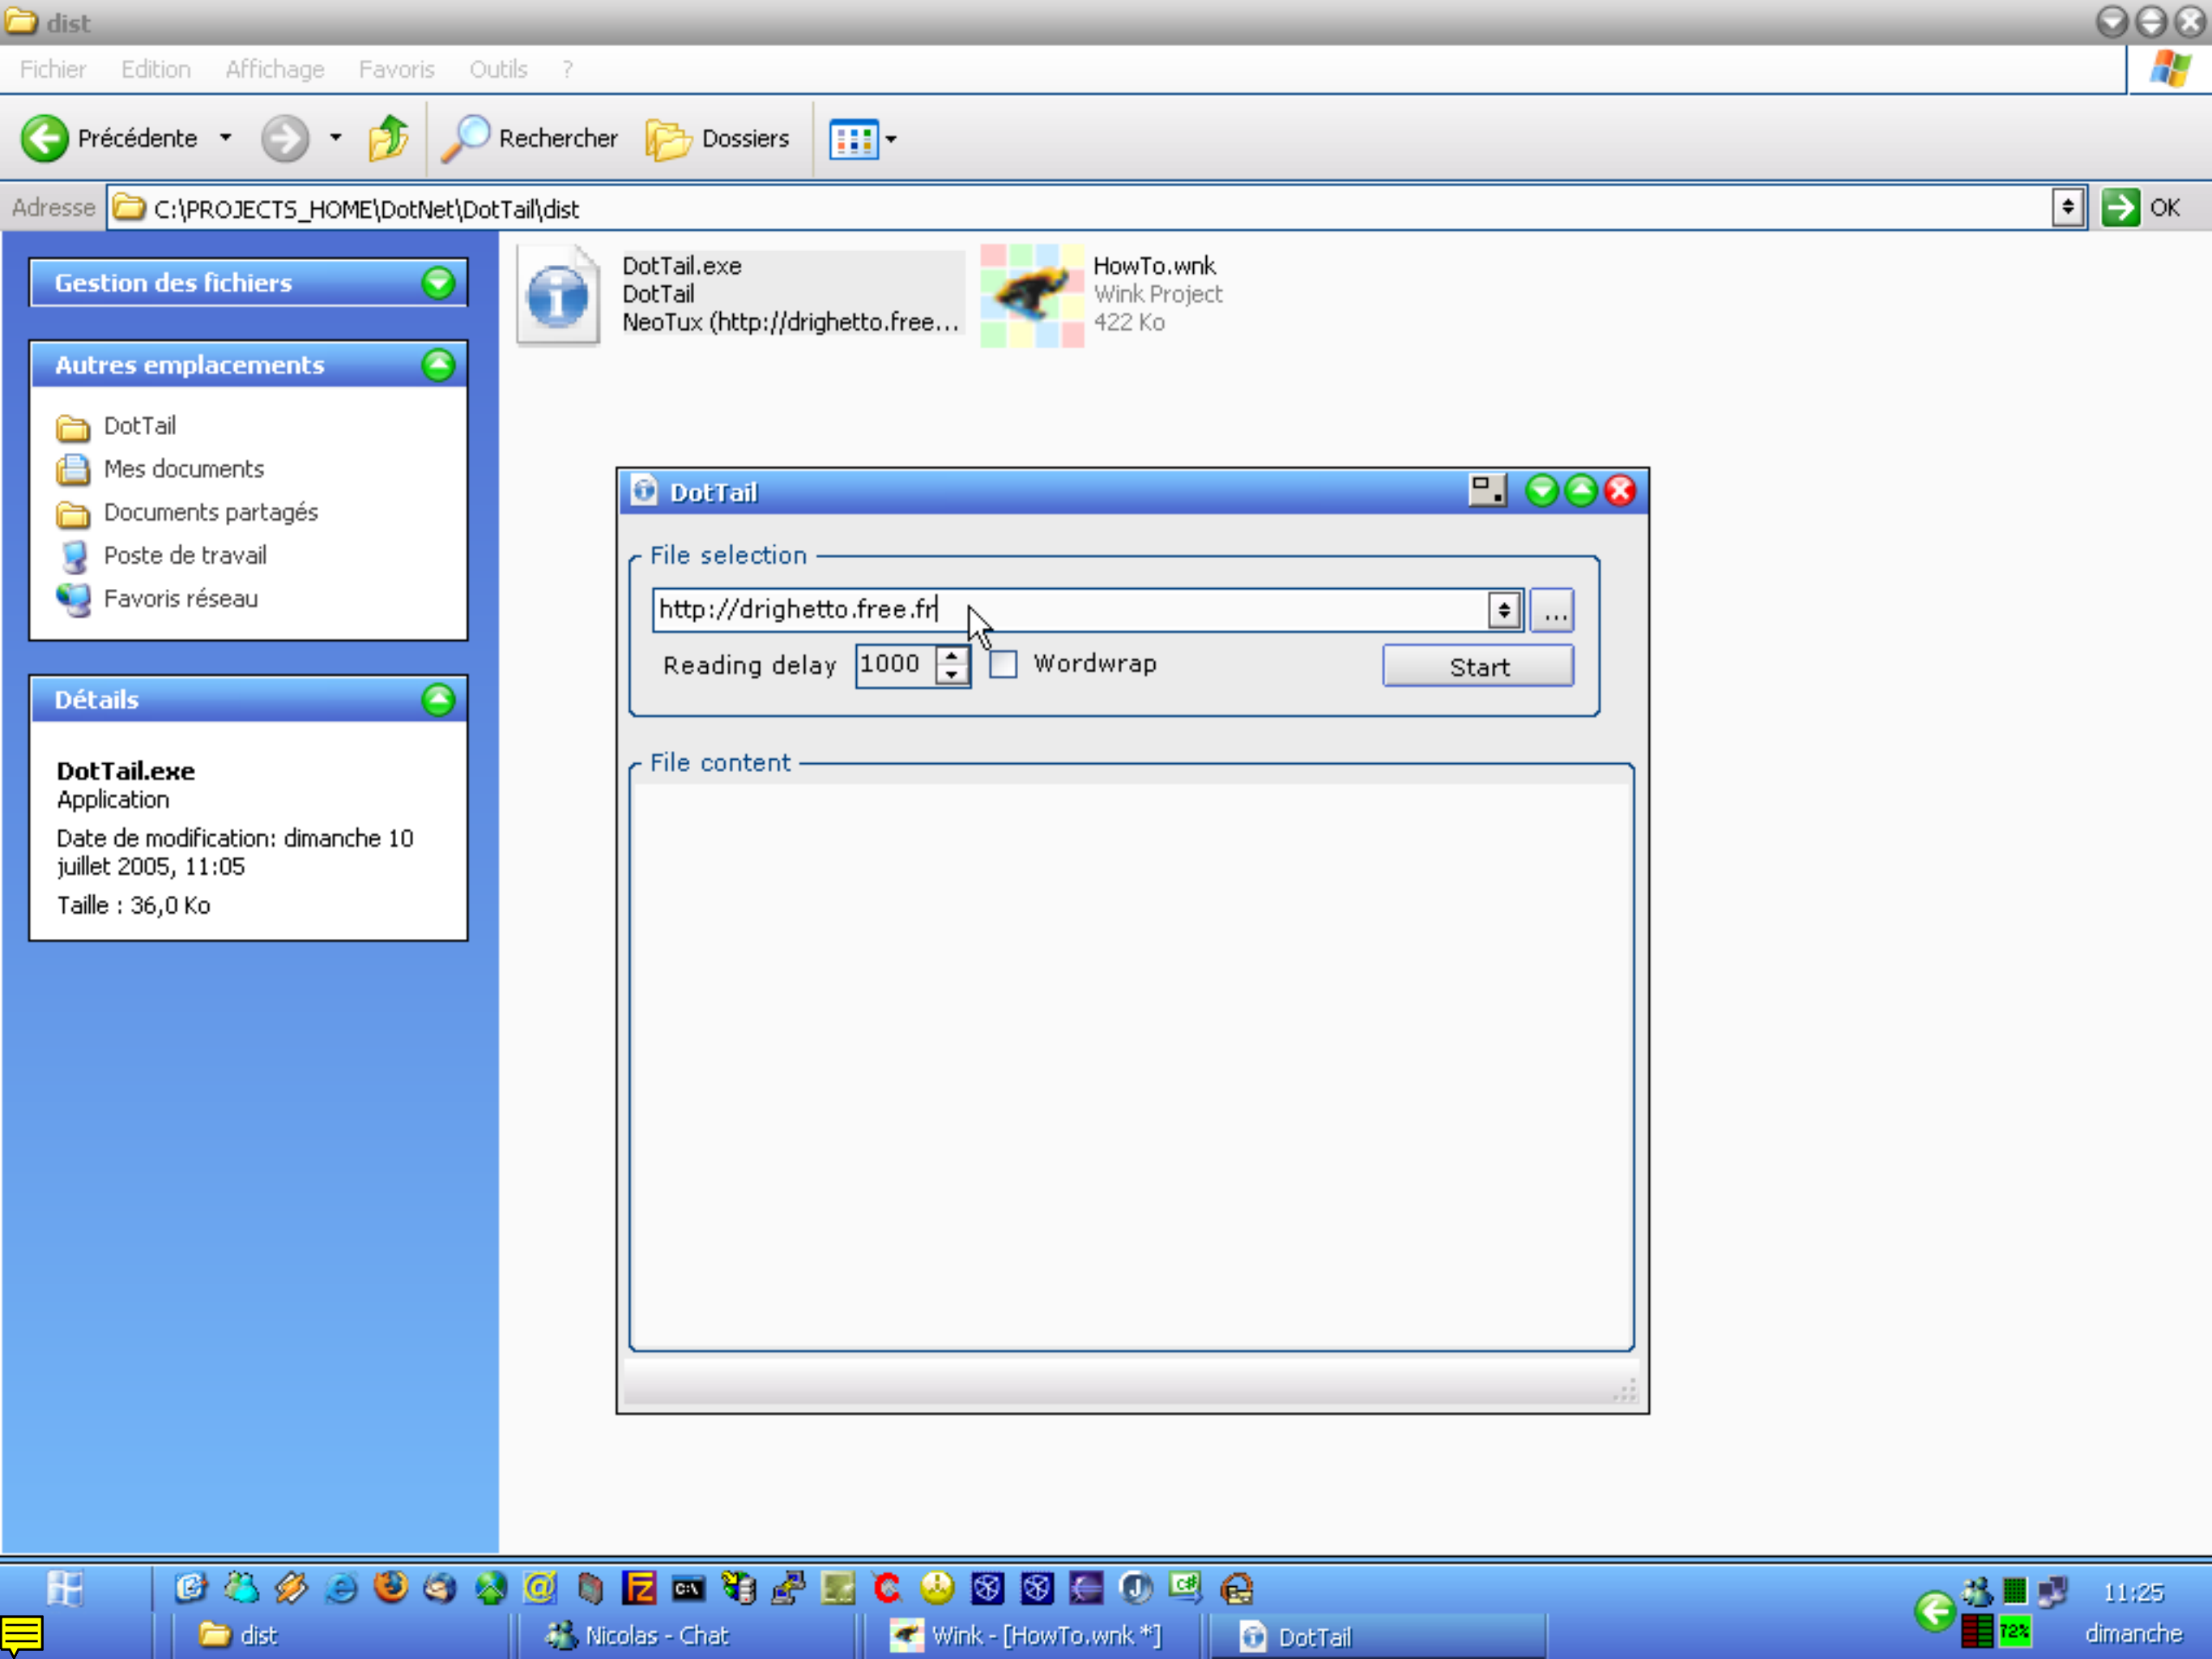 dist
Fichier Edition Affichage Favoris Outils ?
Précédente Rechercher Dossiers
Adresse C:\PROJECTS_HOME\DotNet\DotTail\dist OK
Gestion des fichiers
Autres emplacements
DotTail
Mes documents
Documents partagés
Poste de travail
Favoris réseau
Détails
DotTail.exe
Application
Date de modification: dimanche 10
juillet 2005, 11:05
Taille : 36,0 Ko
DotTail.exe
DotTail
NeoTux (http://drighetto.free...
HowTo.wnk
Wink Project
422 Ko
DotTail
File selection
http://drighetto.free.fr
...
Reading delay 1000 Wordwrap Start
File content
11:25
dist Nicolas - Chat Wink - [HowTo.wnk *] DotTail 72% dimanche